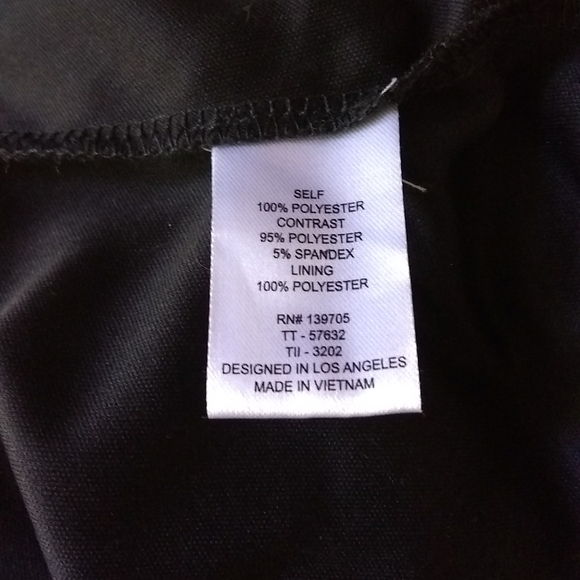 SELF
100% POLYESTER
CONTRAST
95% POLYESTER
5% SPANDEX
LINING
100% POLYESTER
RN# 139705
TT - 57632
TII - 3202
DESIGNED IN LOS ANGELES
MADE IN VIETNAM